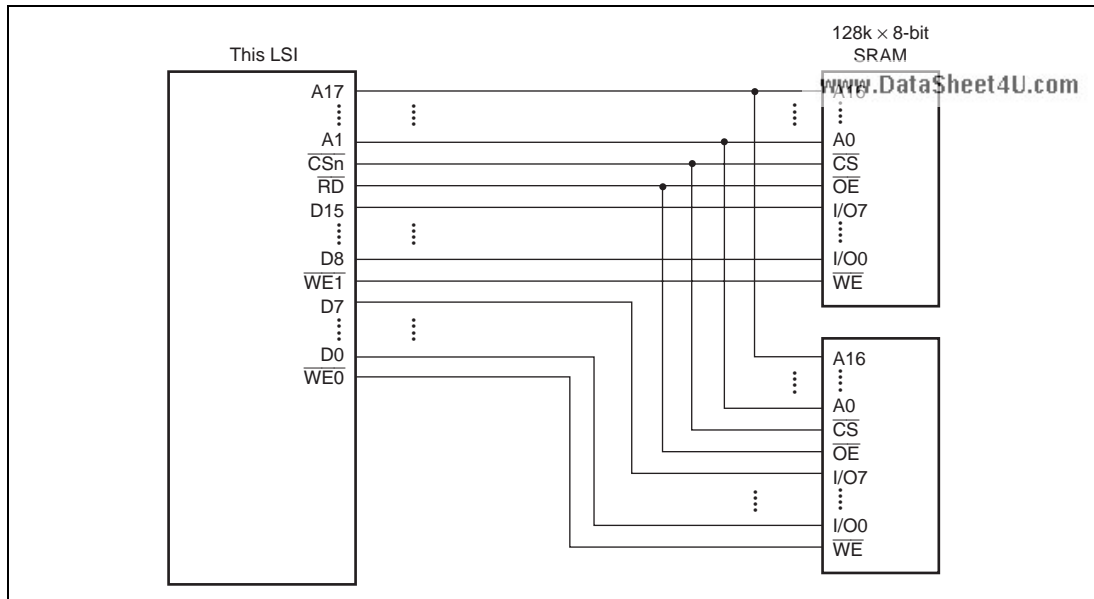 This LSI
A17
A1
CSn
RD
D15
D8
WE1
D7
D0
WE0
128k × 8-bit
SRAM
www.DataSheet4U.com
A16
A0
CS
OE
I/O7
I/O0
WE
A16
A0
CS
OE
I/O7
I/O0
WE